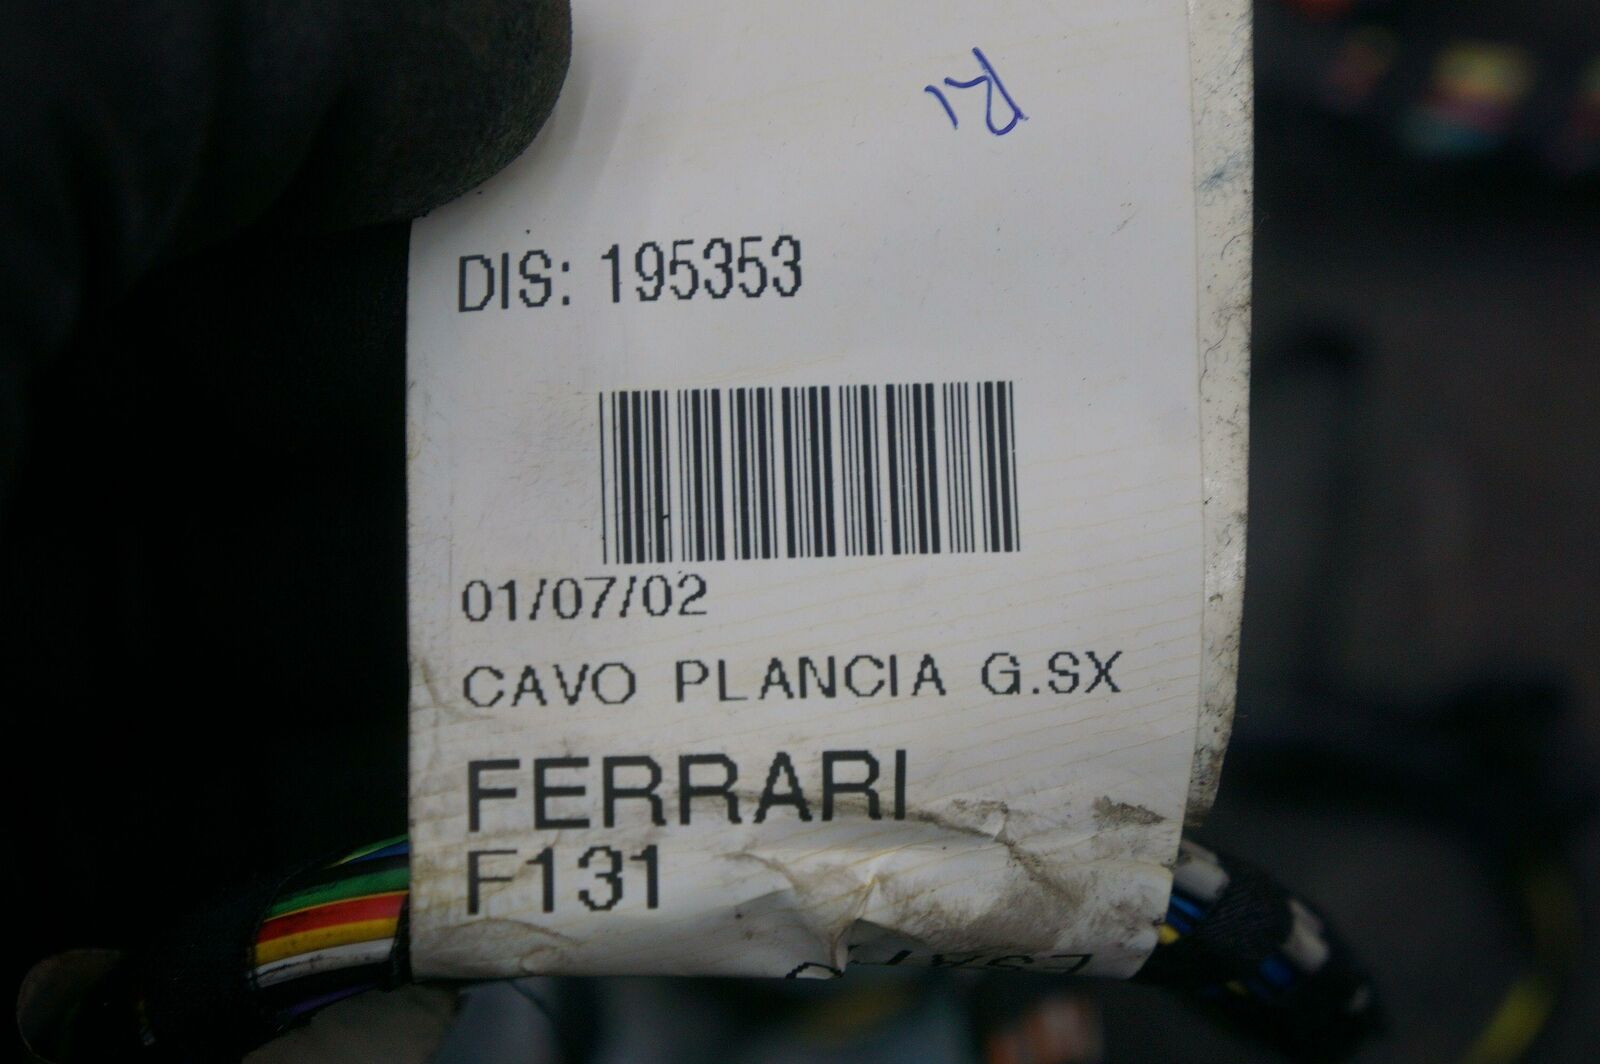 R1
DIS: 195353
01/07/02
CAVO PLANCIA G.SX
FERRARI
F131